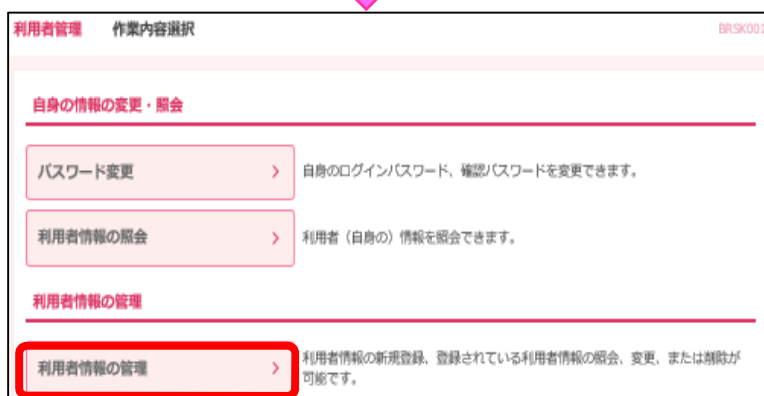 利用者管理 作業内容選択 BRSK001
自身の情報の変更・照会
パスワード変更 自身のログインパスワード、確認パスワードを変更できます。
利用者情報の照会 利用者（自身の）情報を照会できます。
利用者情報の管理
利用者情報の管理 利用者情報の新規登録、登録されている利用者情報の照会、変更、または削除が
可能です。